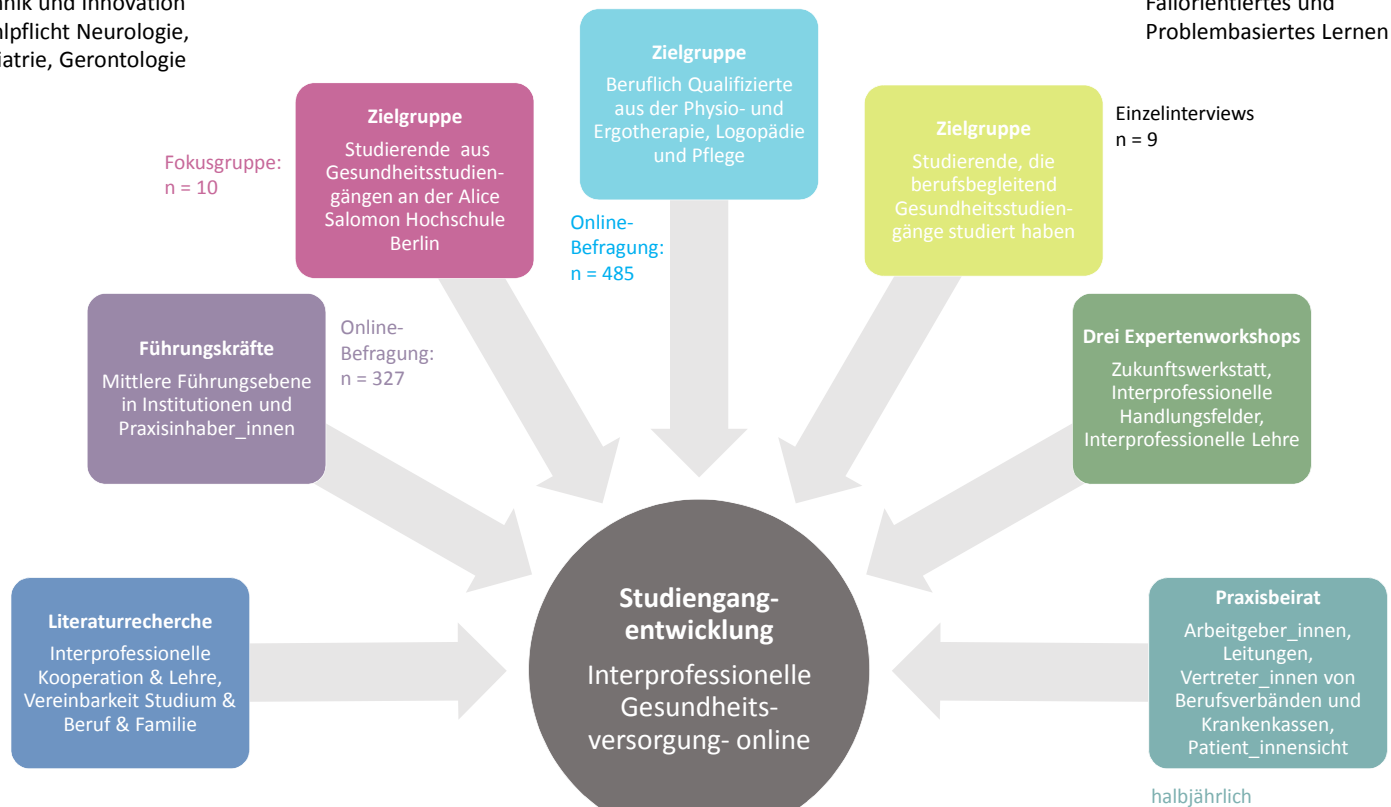 Zielgruppe
Beruflich Qualifizierte
aus der Physio- und
Ergotherapie, Logopädie
und Pflege
Online-
Befragung:
n = 485
Problembasiertes Lernen
Neurologie,
Gerontologie
Fokusgruppe:
n = 10
Zielgruppe
Studierende aus
Gesundheitsstudien-
gängen an der Alice
Salomon Hochschule
Berlin
Zielgruppe
Studierende, die
berufsbegleitend
Gesundheitsstudien-
gänge studiert haben
Einzelinterviews
n = 9
Führungskräfte
Mittlere Führungsebene
in Institutionen und
Praxisinhaber_innen
Online-
Befragung:
n = 327
Drei Expertenworkshops
Zukunftswerkstatt,
Interprofessionelle
Handlungsfelder,
Interprofessionelle Lehre
Literaturrecherche
Interprofessionelle
Kooperation & Lehre,
Vereinbarkeit Studium &
Beruf & Familie
Studiengang-
entwicklung
Interprofessionelle
Gesundheits-
versorgung- online
Praxisbeirat
Arbeitgeber_innen,
Leitungen,
Vertreter_innen von
Berufsverbänden und
Krankenkassen,
Patient_innensicht
halbjährlich